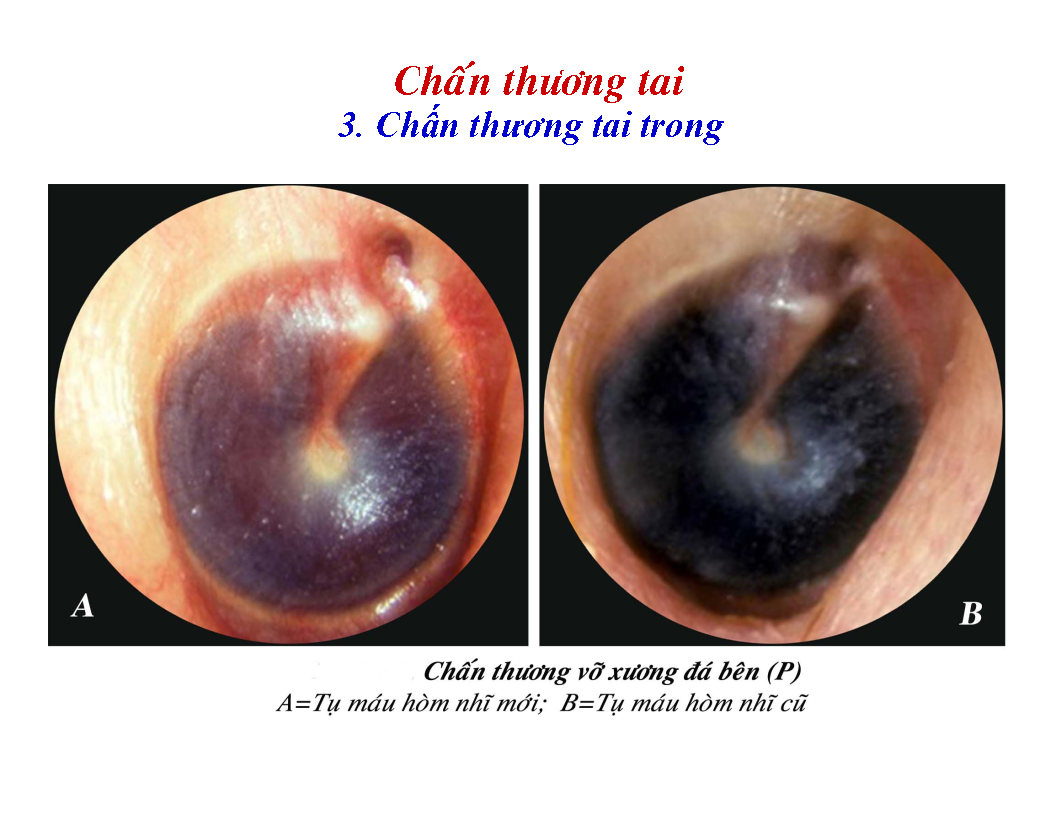 Chấn thương tai
3. Chấn thương tai trong
A
B
Chấn thương vỡ xương đá bên (P)
A=Tụ máu hòm nhĩ mới; B=Tụ máu hòm nhĩ cũ